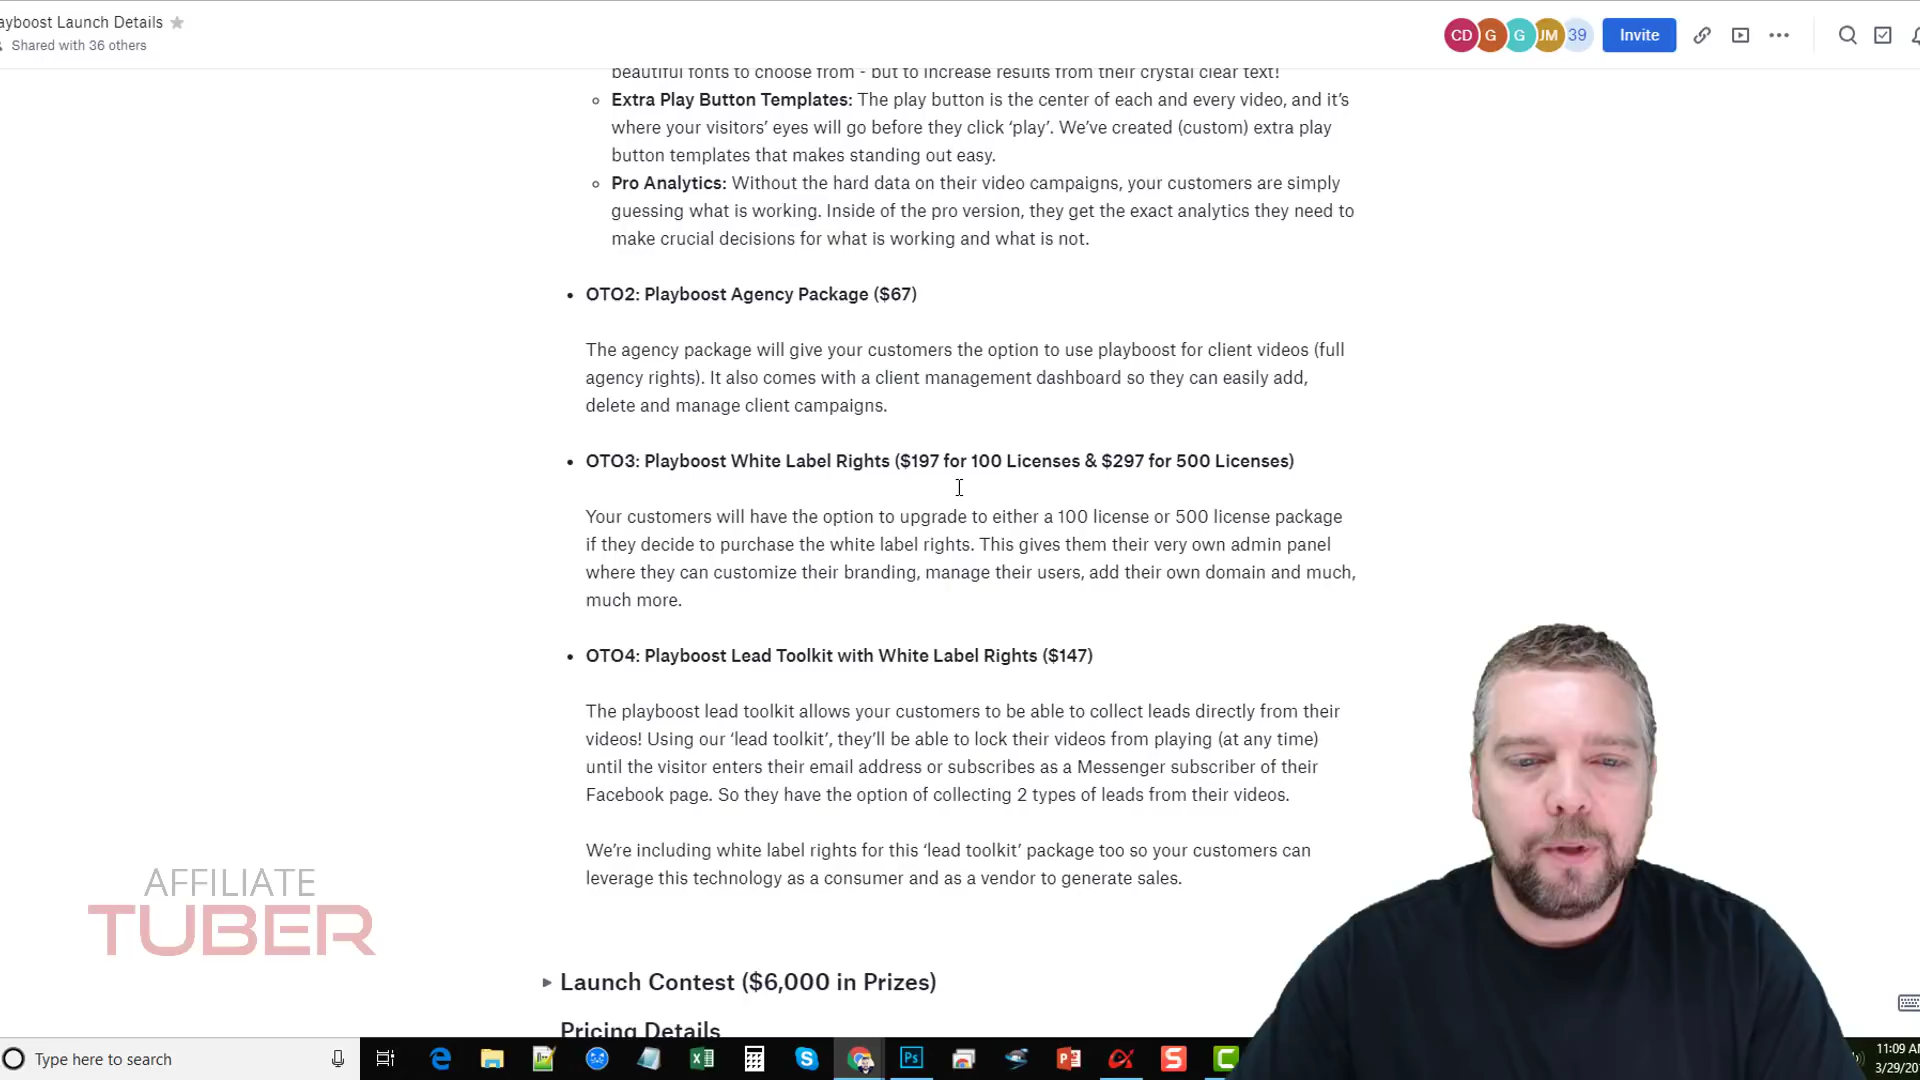 ayboost Launch Details
Shared with 36 others
CD G G JM 39 Invite
beautiful fonts to choose from - but to increase results from their crystal clear text!
Extra Play Button Templates: The play button is the center of each and every video, and it's
where your visitors' eyes will go before they click 'play'. We've created (custom) extra play
button templates that makes standing out easy.
Pro Analytics: Without the hard data on their video campaigns, your customers are simply
guessing what is working. Inside of the pro version, they get the exact analytics they need to
make crucial decisions for what is working and what is not.
OTO2: Playboost Agency Package ($67)
The agency package will give your customers the option to use playboost for client videos (full
agency rights). It also comes with a client management dashboard so they can easily add,
delete and manage client campaigns.
OTO3: Playboost White Label Rights ($197 for 100 Licenses & $297 for 500 Licenses)
Your customers will have the option to upgrade to either a 100 license or 500 license package
if they decide to purchase the white label rights. This gives them their very own admin panel
where they can customize their branding, manage their users, add their own domain and much,
much more.
OTO4: Playboost Lead Toolkit with White Label Rights ($147)
The playboost lead toolkit allows your customers to be able to collect leads directly from their
videos! Using our 'lead toolkit', they'll be able to lock their videos from playing (at any time)
until the visitor enters their email address or subscribes as a Messenger subscriber of their
Facebook page. So they have the option of collecting 2 types of leads from their videos.
We're including white label rights for this 'lead toolkit' package too so your customers can
leverage this technology as a consumer and as a vendor to generate sales.
AFFILIATE
TUBER
Launch Contest ($6,000 in Prizes)
Pricing Details
Type here to search
Ps
11:09 AM
3/29/20